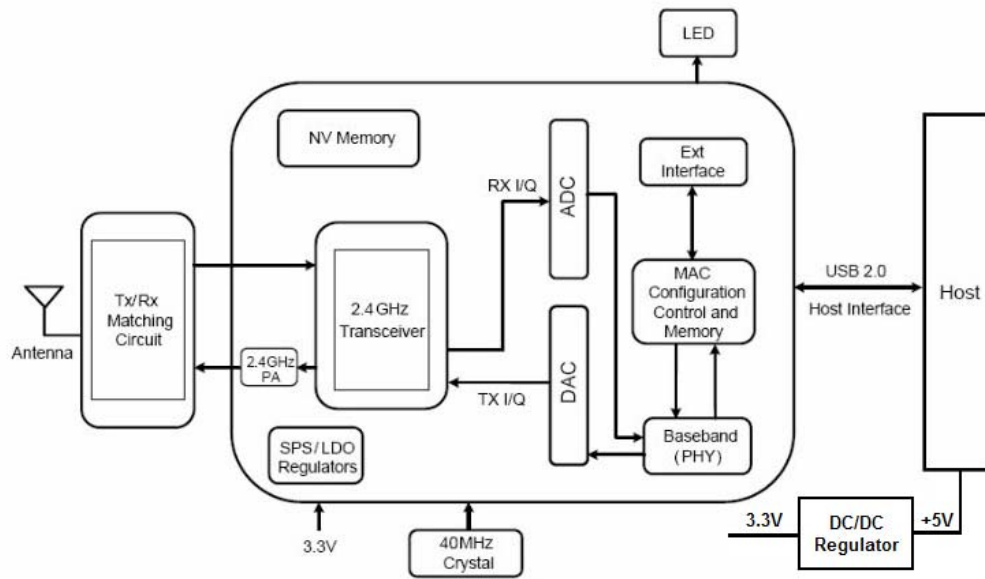 LED
NV Memory
Ext
Interface
RX I/Q
ADC
Tx/Rx
Matching
Circuit
2.4GHz
Transceiver
MAC
Configuration
Control and
Memory
USB 2.0
Host Interface
Host
Antenna
2.4GHz
PA
TX I/Q
DAC
SPS/LDO
Regulators
Baseband
(PHY)
3.3V
40MHz
Crystal
3.3V
DC/DC
Regulator
+5V